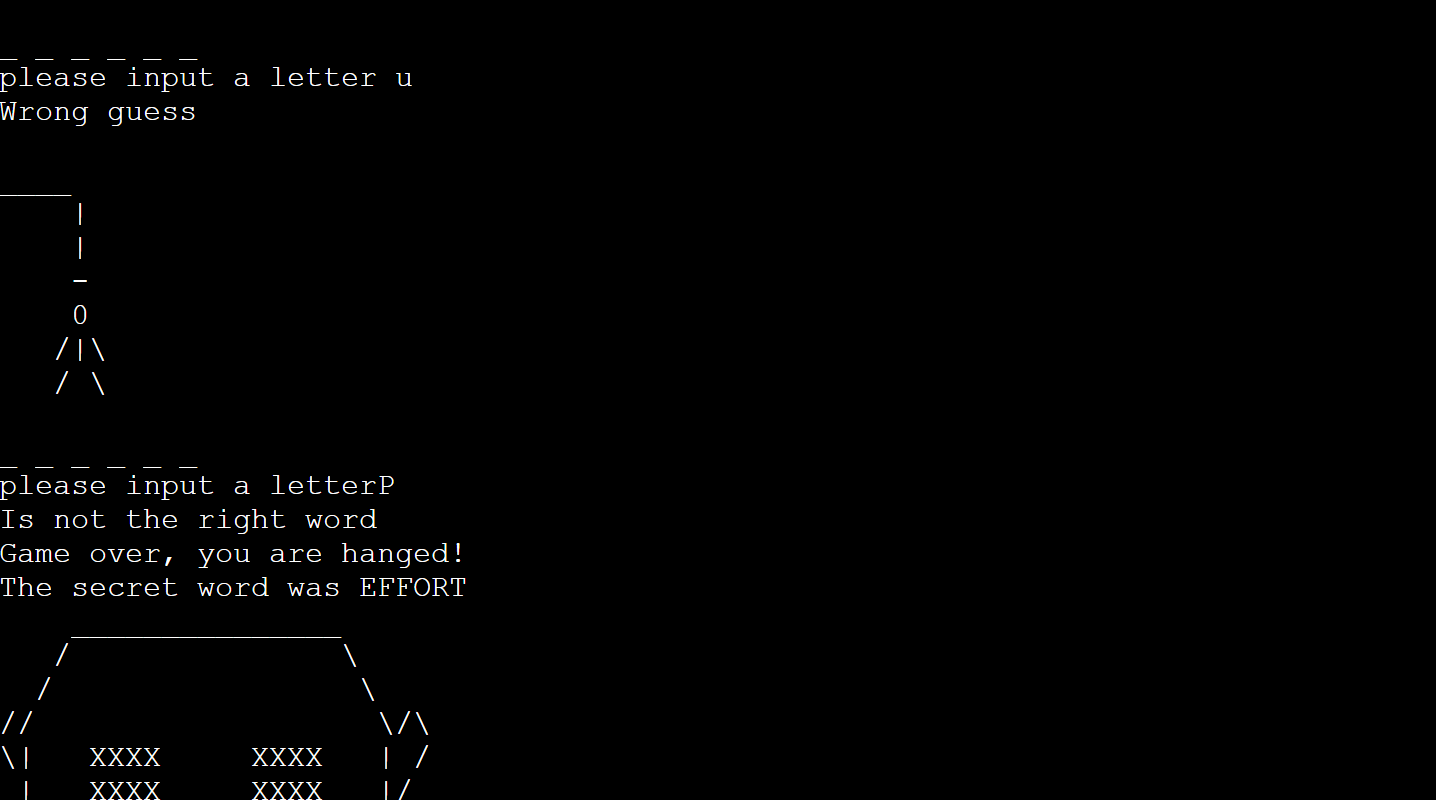 _ _ _ _ _ _
please input a letter u
Wrong guess
____
    |
    |
    -
    0
   /|\
   / \
_ _ _ _ _ _
please input a letterP
Is not the right word
Game over, you are hanged!
The secret word was EFFORT
    _______________
   /               \
  /                 \
//                   \/\
\|   XXXX     XXXX   | /
 |   XXXX     XXXX   |/